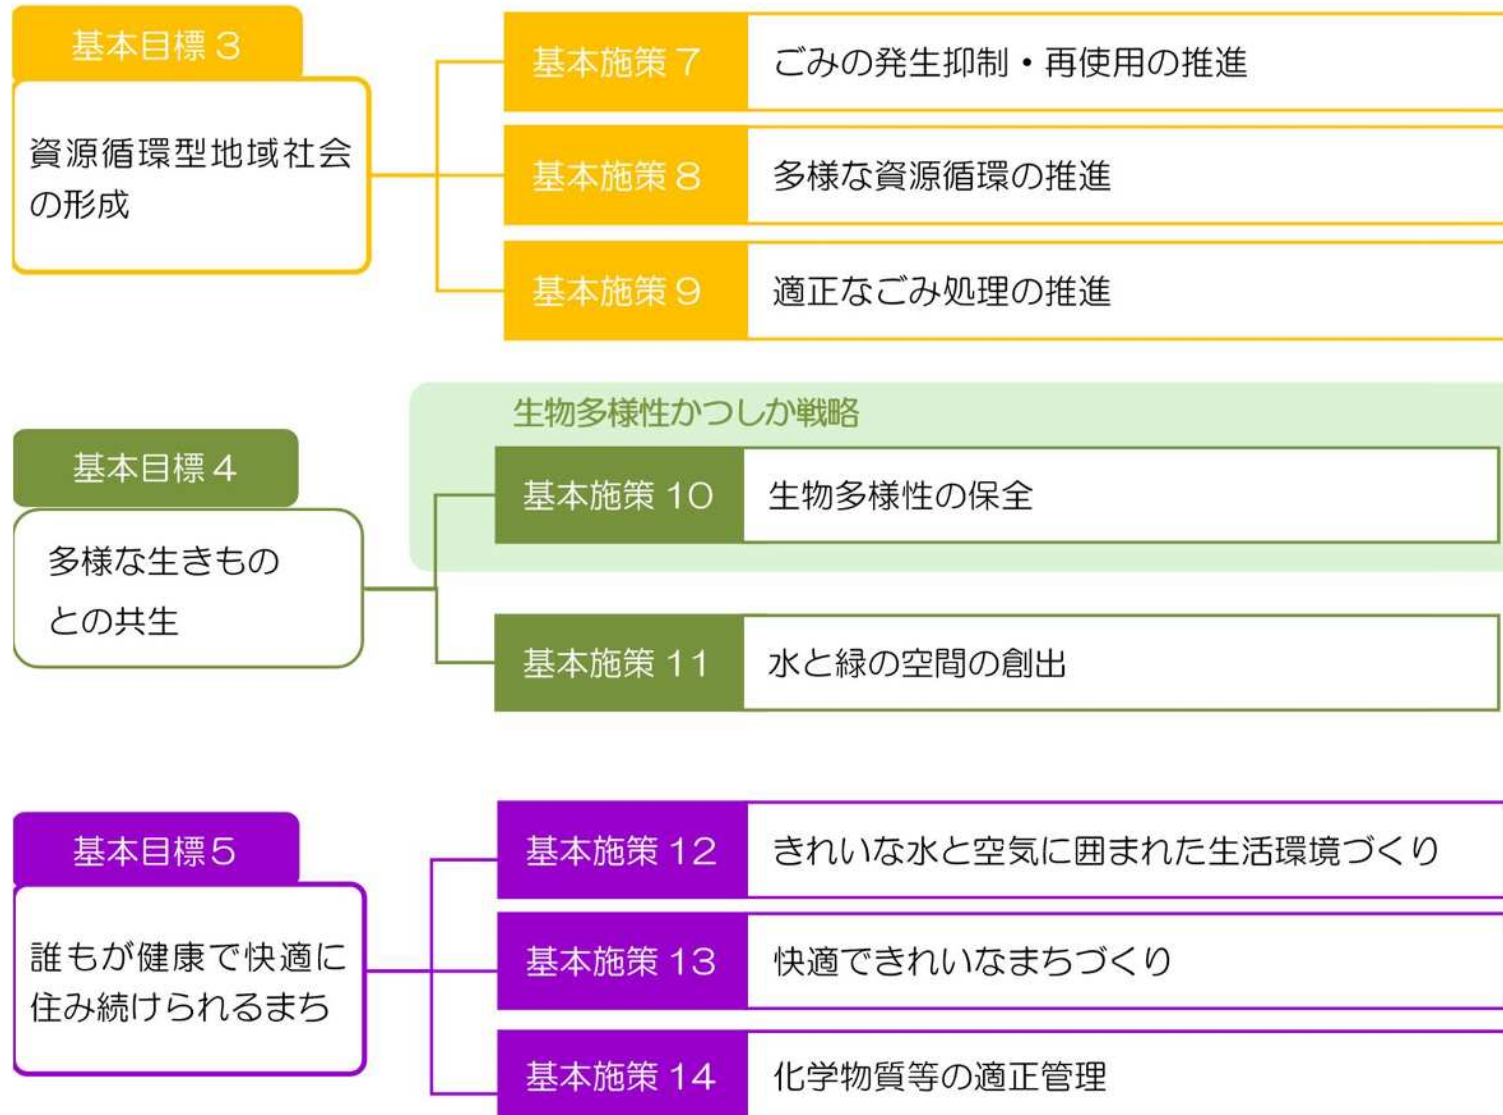 基本目標3
資源循環型地域社会
の形成
基本施策7
ごみの発生抑制・再使用の推進
基本施策8
多様な資源循環の推進
基本施策9
適正なごみ処理の推進
生物多様性かつしか戦略
基本目標4
多様な生きもの
との共生
基本施策10
生物多様性の保全
基本施策11
水と緑の空間の創出
基本目標5
誰もが健康で快適に
住み続けられるまち
基本施策12
きれいな水と空気に囲まれた生活環境づくり
基本施策13
快適できれいなまちづくり
基本施策14
化学物質等の適正管理